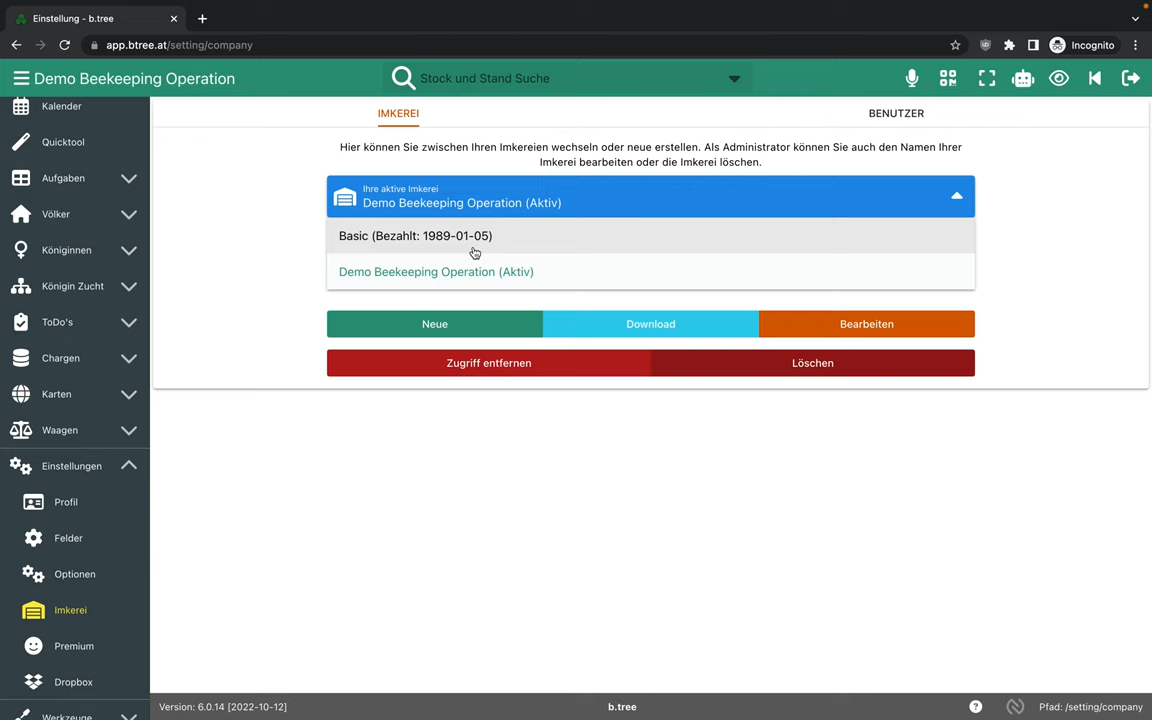 Einstellung - b.tree
app.btree.at/setting/company
Incognito
Demo Beekeeping Operation
Stock und Stand Suche
Kalender
Quicktool
Aufgaben
Völker
Königinnen
Königin Zucht
ToDo's
Chargen
Karten
Waagen
Einstellungen
Profil
Felder
Optionen
Imkerei
Premium
Dropbox
Werkzeuge
IMKEREI
BENUTZER
Hier können Sie zwischen Ihren Imkereien wechseln oder neue erstellen. Als Administrator können Sie auch den Namen Ihrer
Imkerei bearbeiten oder die Imkerei löschen.
Ihre aktive Imkerei
Demo Beekeeping Operation (Aktiv)
Basic (Bezahlt: 1989-01-05)
Demo Beekeeping Operation (Aktiv)
Neue
Download
Bearbeiten
Zugriff entfernen
Löschen
Version: 6.0.14 [2022-10-12]
b.tree
Pfad: /setting/company